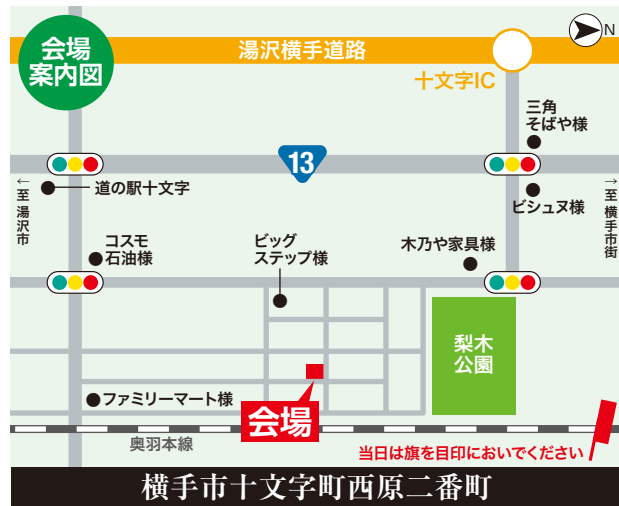 会場
案内図
湯沢横手道路
N
十文字IC
三角
そばや様
13
←至 湯沢市
道の駅十文字
ビシュヌ様
→至 横手市街
コスモ
石油様
ビッグ
ステップ様
木乃や家具様
梨木
公園
ファミリーマート様
会場
奥羽本線
当日は旗を目印においでください
横手市十文字町西原二番町